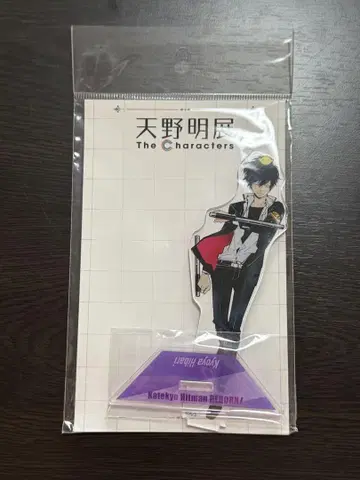 天野明展
The Characters
Kyoya Hibari
Katekyo Hitman REBORN!